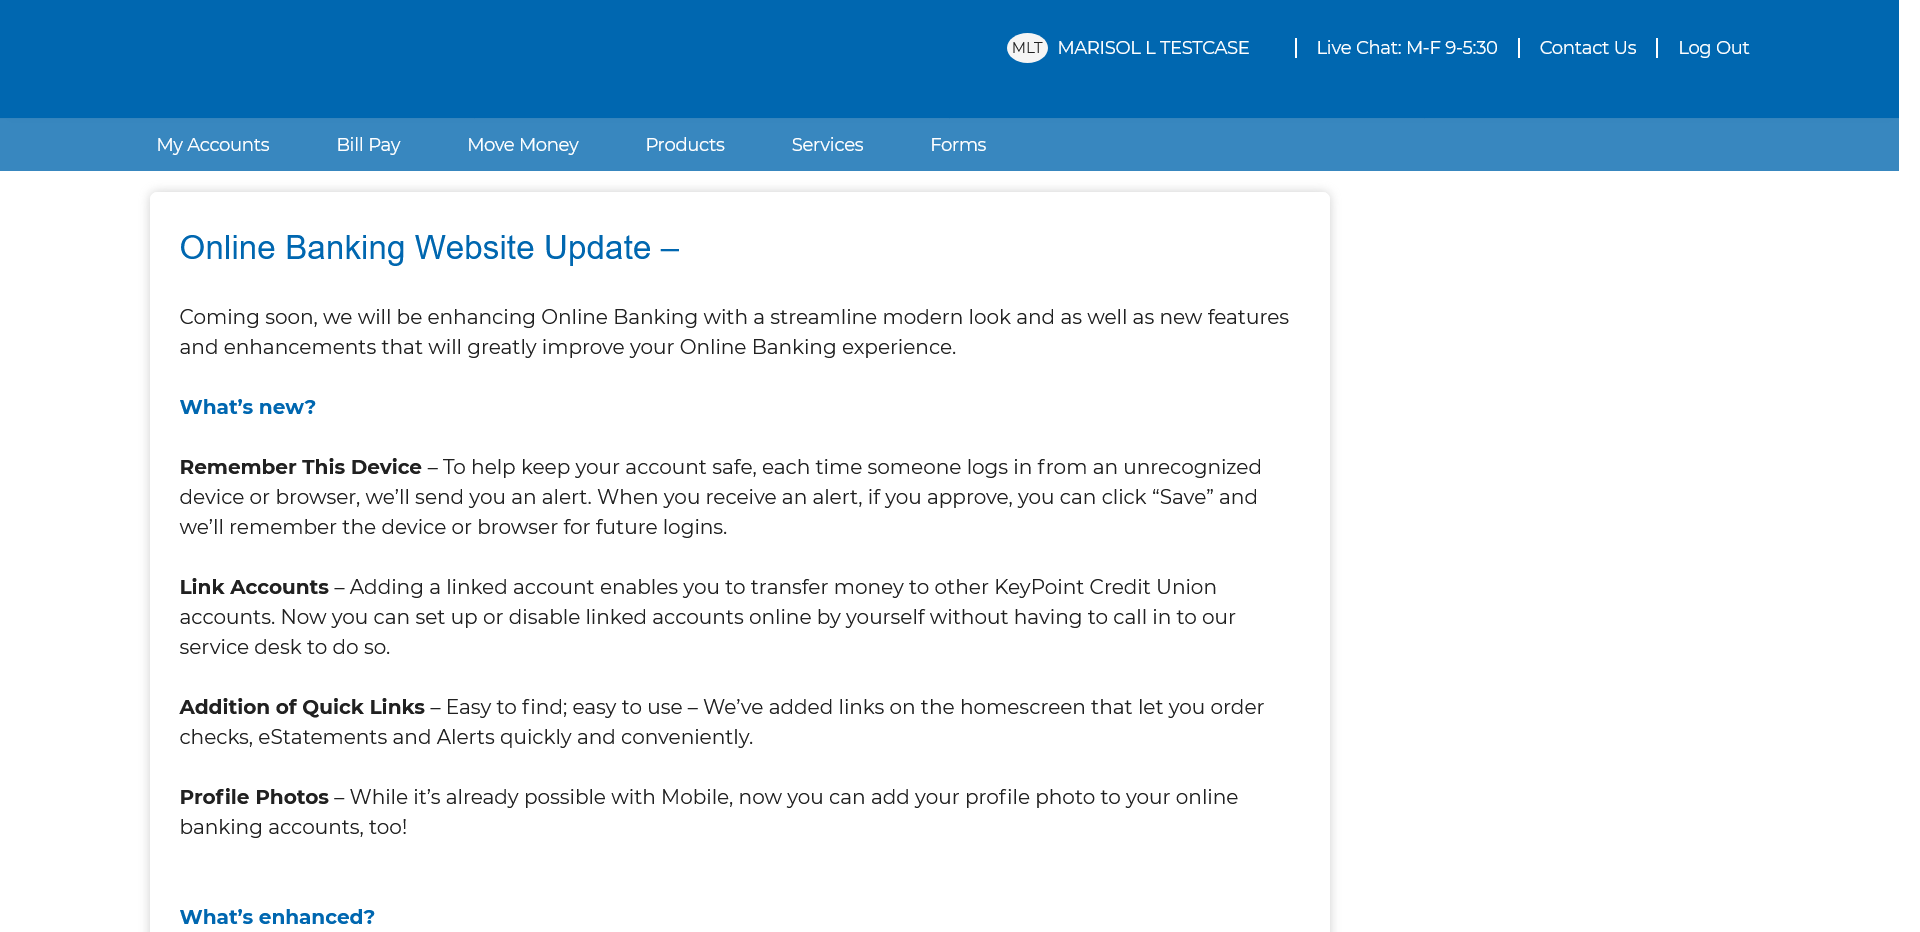 MLT MARISOL L TESTCASE | Live Chat: M-F 9-5:30 | Contact Us | Log Out
My Accounts Bill Pay Move Money Products Services Forms
Online Banking Website Update –
Coming soon, we will be enhancing Online Banking with a streamline modern look and as well as new features
and enhancements that will greatly improve your Online Banking experience.
What’s new?
Remember This Device – To help keep your account safe, each time someone logs in from an unrecognized
device or browser, we’ll send you an alert. When you receive an alert, if you approve, you can click “Save” and
we’ll remember the device or browser for future logins.
Link Accounts – Adding a linked account enables you to transfer money to other KeyPoint Credit Union
accounts. Now you can set up or disable linked accounts online by yourself without having to call in to our
service desk to do so.
Addition of Quick Links – Easy to find; easy to use – We’ve added links on the homescreen that let you order
checks, eStatements and Alerts quickly and conveniently.
Profile Photos – While it’s already possible with Mobile, now you can add your profile photo to your online
banking accounts, too!
What’s enhanced?